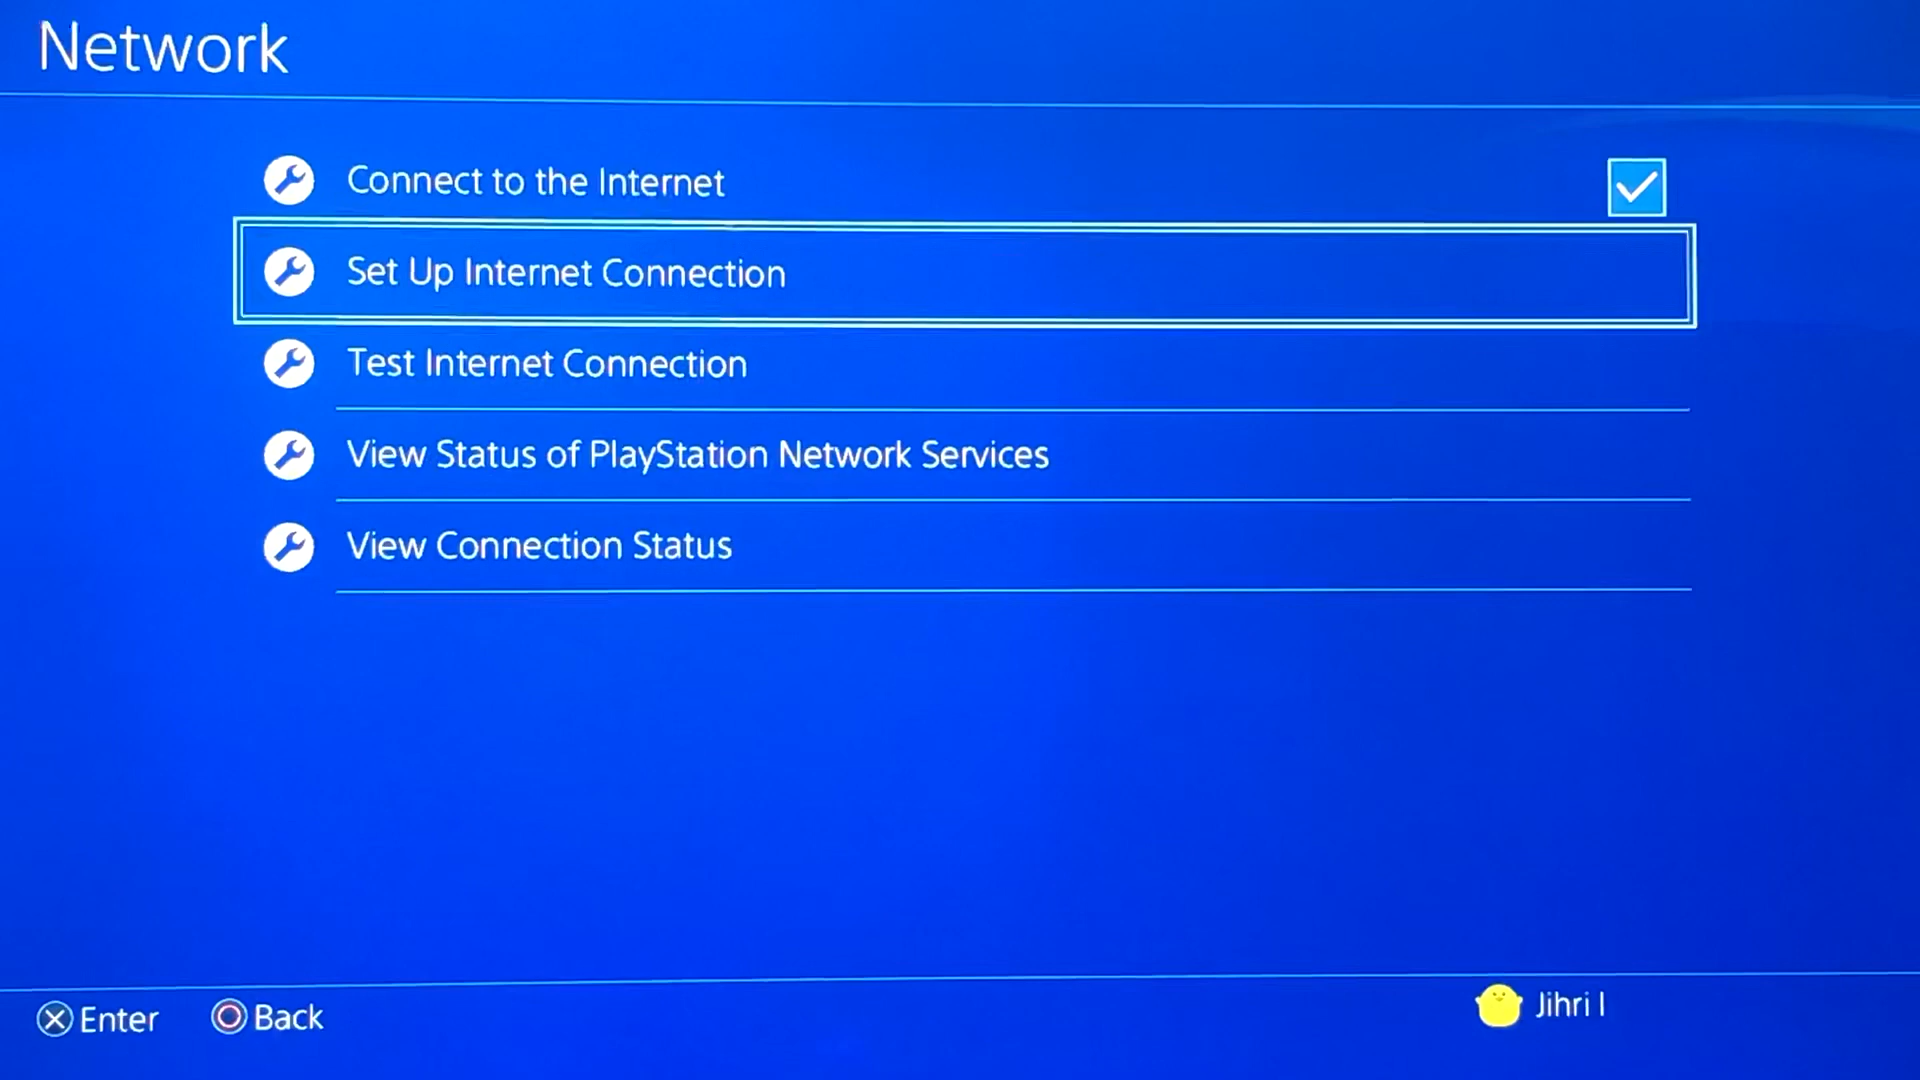 Network
Connect to the Internet
Set Up Internet Connection
Test Internet Connection
View Status of PlayStation Network Services
View Connection Status
Enter
Back
Jihri l